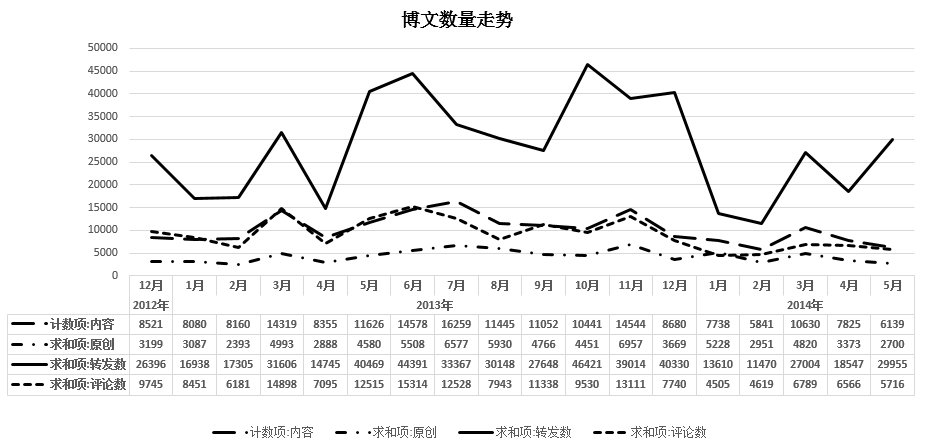 博文数量走势
50000
45000
40000
35000
30000
25000
20000
15000
10000
5000
0
12月 1月 2月 3月 4月 5月 6月 7月 8月 9月 10月 11月 12月 1月 2月 3月 4月 5月
2012年 2013年 2014年
计数项:内容 8521 8080 8160 14319 8355 11626 14578 16259 11445 11052 10441 14544 8680 7738 5841 10630 7825 6139
求和项:原创 3199 3087 2393 4993 2888 4580 5508 6577 5930 4766 4451 6957 3669 5228 2951 4820 3373 2700
求和项:转发数 26396 16938 17305 31606 14745 40469 44391 33367 30148 27648 46421 39014 40330 13610 11470 27004 18547 29955
求和项:评论数 9745 8451 6181 14898 7095 12515 15314 12528 7943 11338 9530 13111 7740 4505 4619 6789 6566 5716
计数项:内容 求和项:原创 求和项:转发数 求和项:评论数